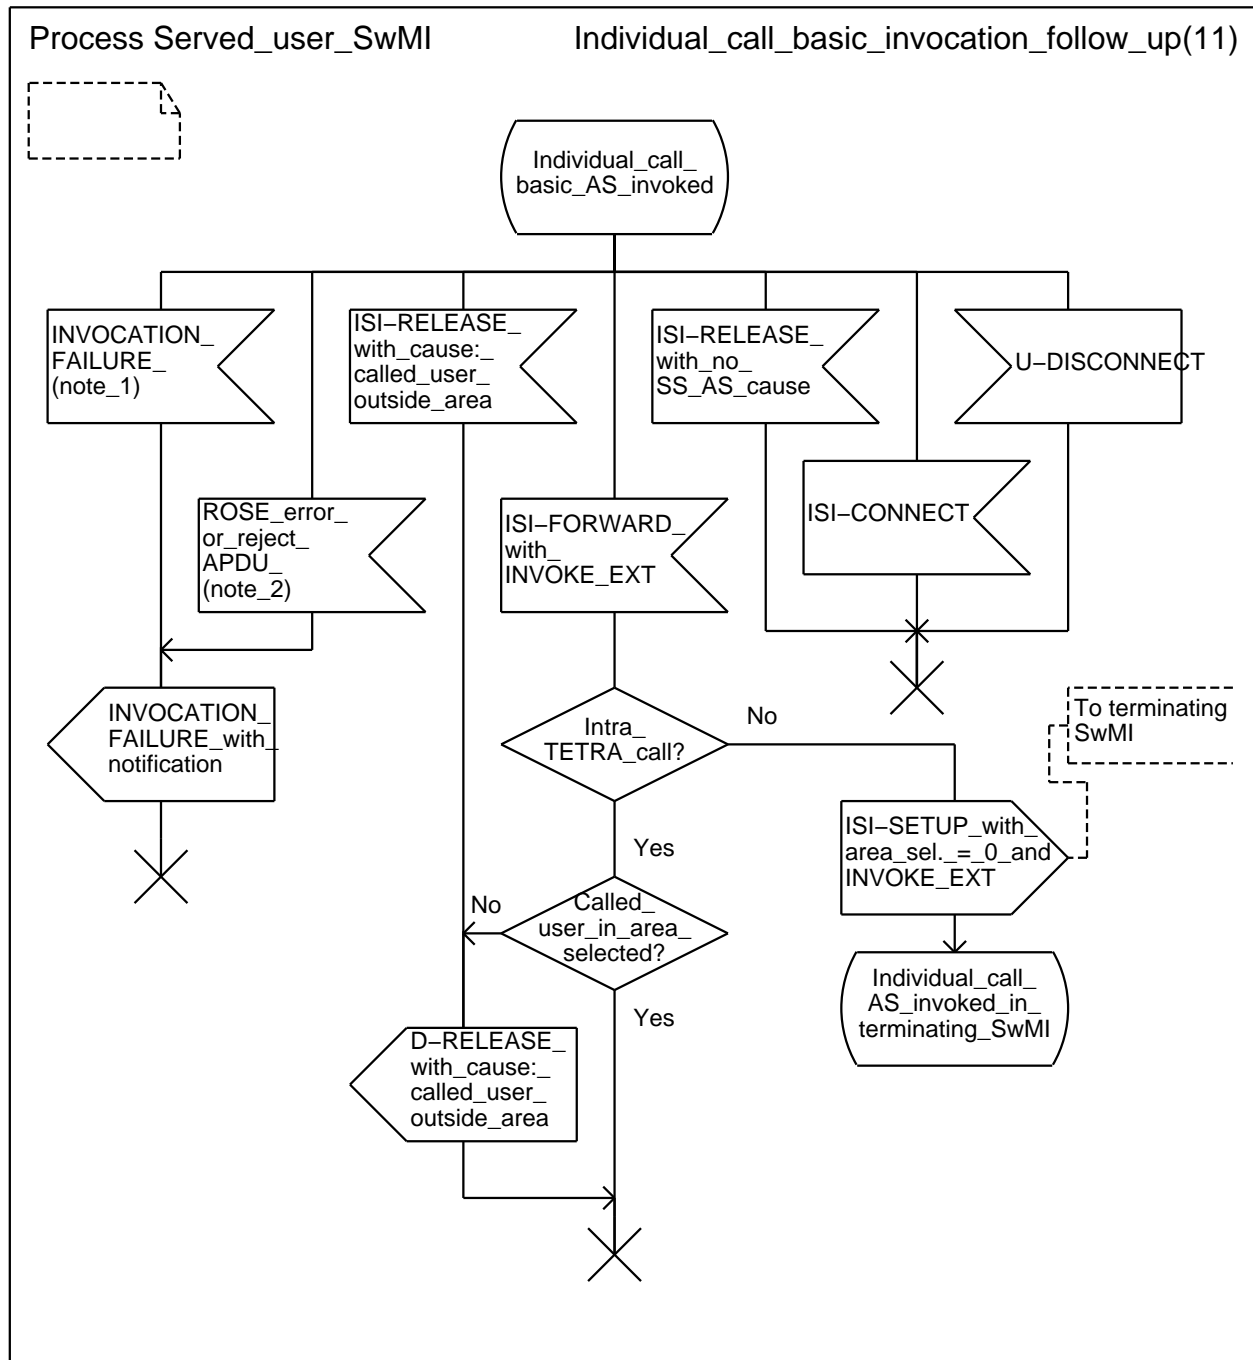 Process Served_user_SwMI
Individual_call_basic_invocation_follow_up(11)
Individual_call_
basic_AS_invoked
INVOCATION_
FAILURE_
(note_1)
ISI−RELEASE_
with_cause:_
called_user_
outside_area
ISI−RELEASE_
with_no_
SS_AS_cause
U−DISCONNECT
ROSE_error_
or_reject_
APDU_
(note_2)
ISI−FORWARD_
with_
INVOKE_EXT
ISI−CONNECT
INVOCATION_
FAILURE_with_
notification
Intra_
TETRA_call?
No
To terminating
SwMI
Yes
ISI−SETUP_with_
area_sel._=_0_and
INVOKE_EXT
No
Called_
user_in_area_
selected?
Yes
Individual_call_
AS_invoked_in_
terminating_SwMI
D−RELEASE_
with_cause:_
called_user_
outside_area